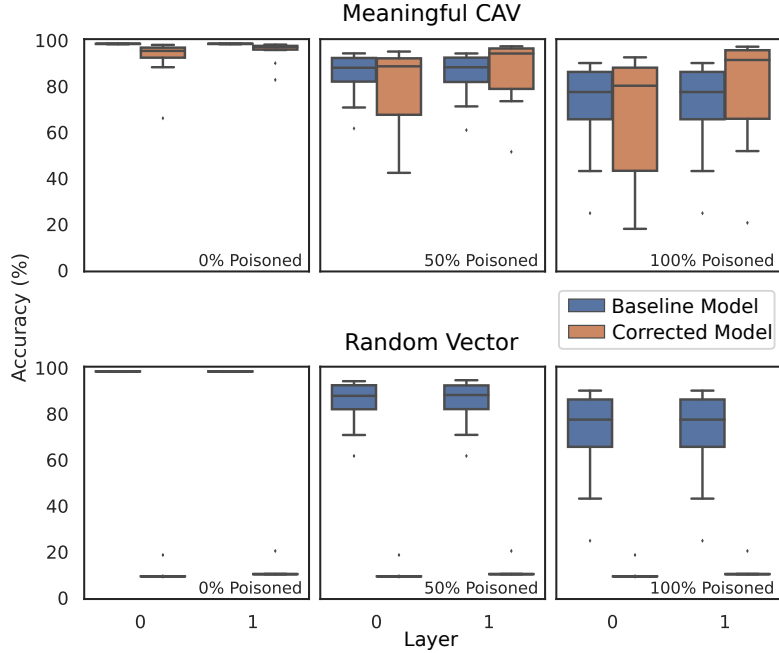 Meaningful CAV
100
80
60
40
20
0
0% Poisoned
50% Poisoned
100% Poisoned
Accuracy (%)
Baseline Model
Corrected Model
Random Vector
100
80
60
40
20
0
0% Poisoned
50% Poisoned
100% Poisoned
0 1 0 1 0 1
Layer